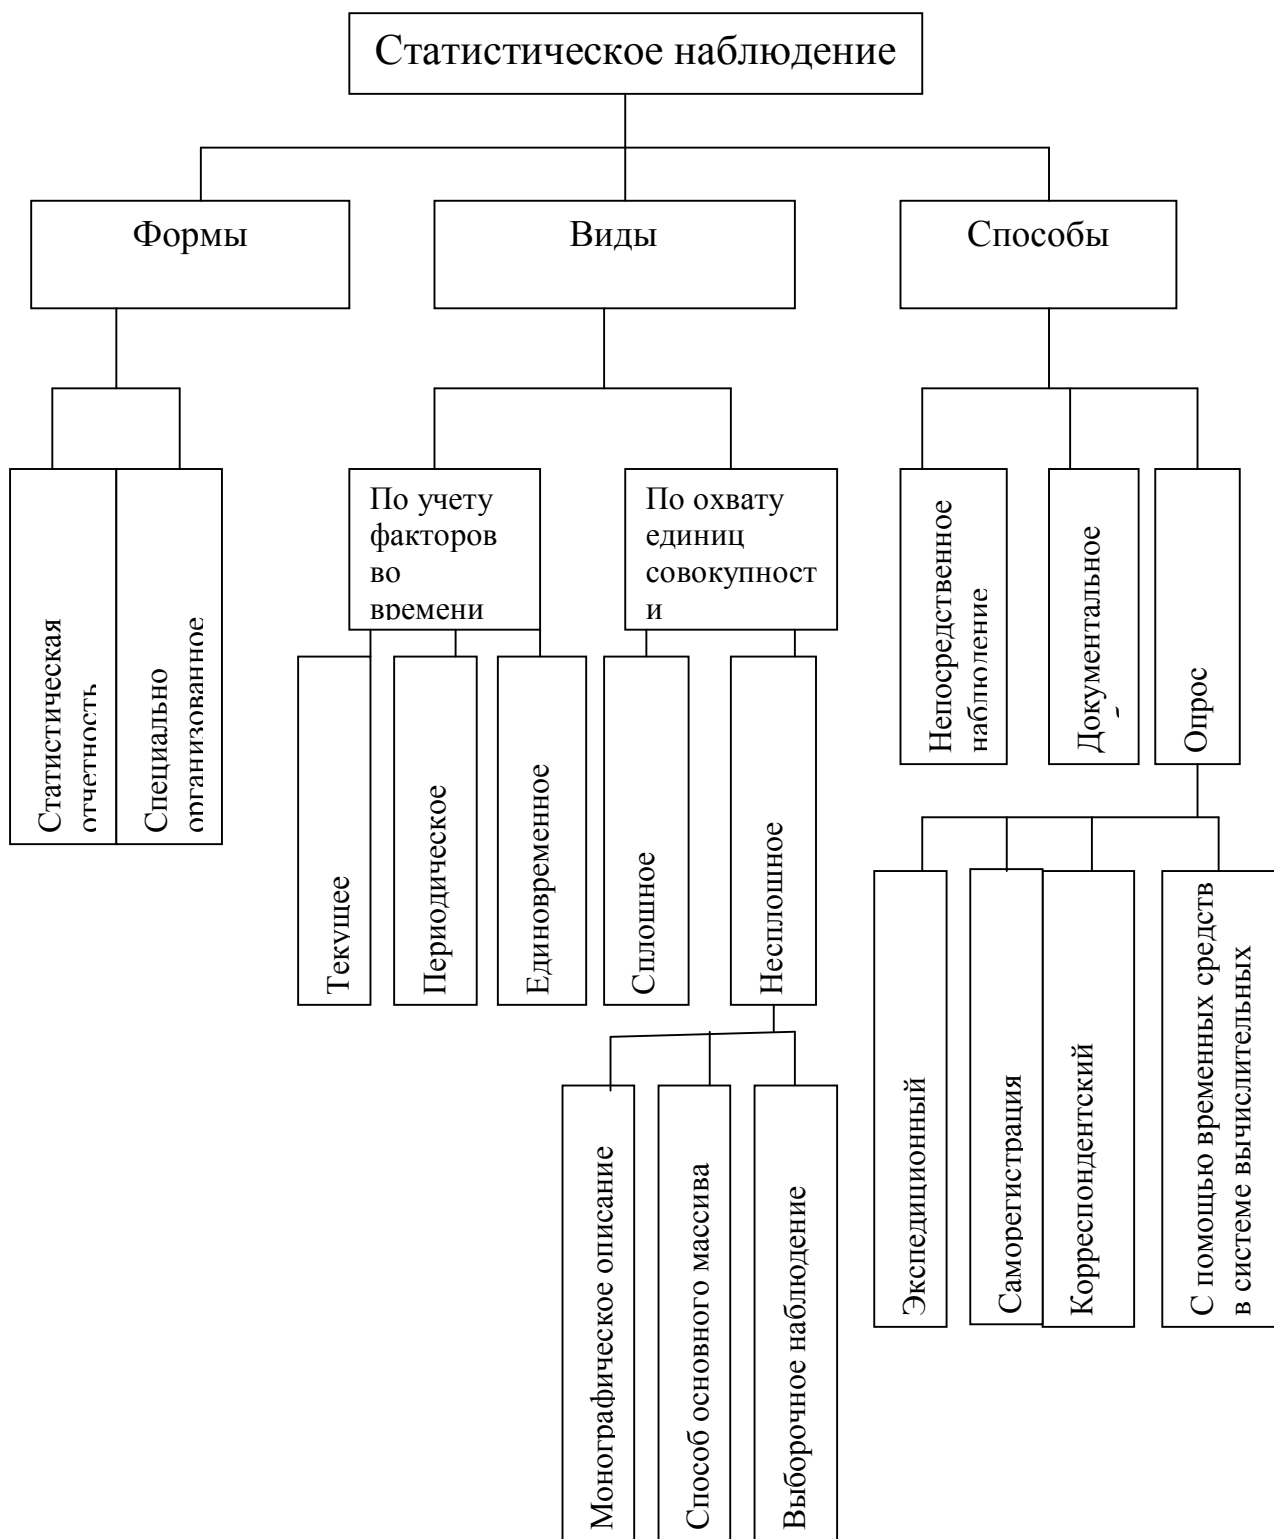 Статистическое наблюдение
Формы
Виды
Способы
Статистическая
отчетность
Специально
организованное
По учету
факторов
во
времени
По охвату
единиц
совокупност
и
Непосредственное
наблюдение
Документальное
Опрос
Текущее
Периодическое
Единовременное
Сплошное
Несплошное
Экспедиционный
Саморегистрация
Корреспондентский
С помощью временных средств
в системе вычислительных
Монографическое описание
Способ основного массива
Выборочное наблюдение